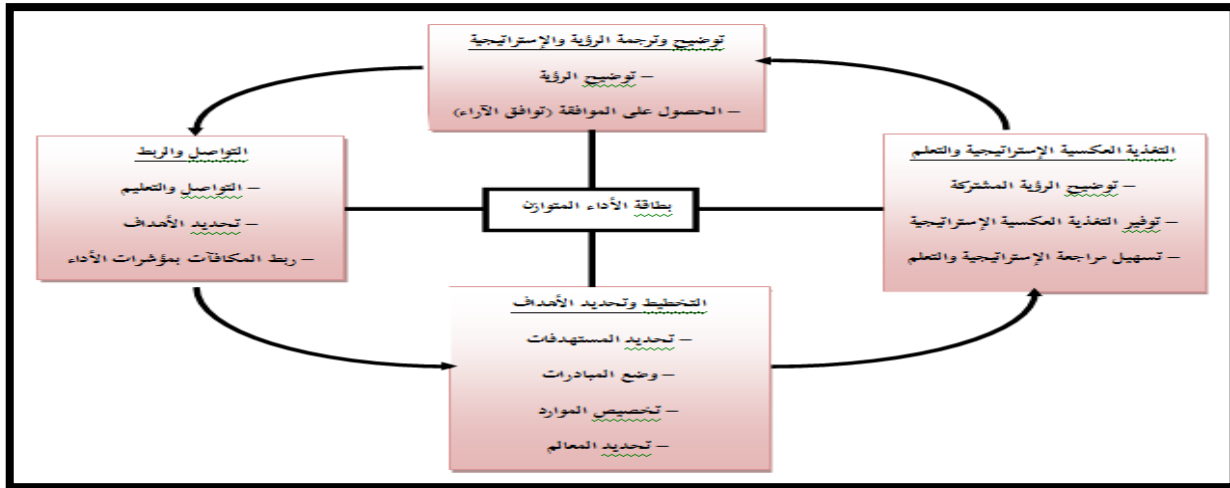 توضيح وترجمة الرؤية والإستراتيجية
– توضيح الرؤية
– الحصول على الموافقة (توافق الآراء)
التغذية العكسية الإستراتيجية والتعلم
– توضيح الرؤية المشتركة
– توفير التغذية العكسية الإستراتيجية
– تسهيل مراجعة الإستراتيجية والتعلم
بطاقة الأداء المتوازن
التواصل والربط
– التواصل والتعليم
– تحديد الأهداف
– ربط المكافآت بمؤشرات الأداء
التخطيط وتحديد الأهداف
– تحديد المستهدفات
– وضع المبادرات
– تخصيص الموارد
– تحديد المعالم